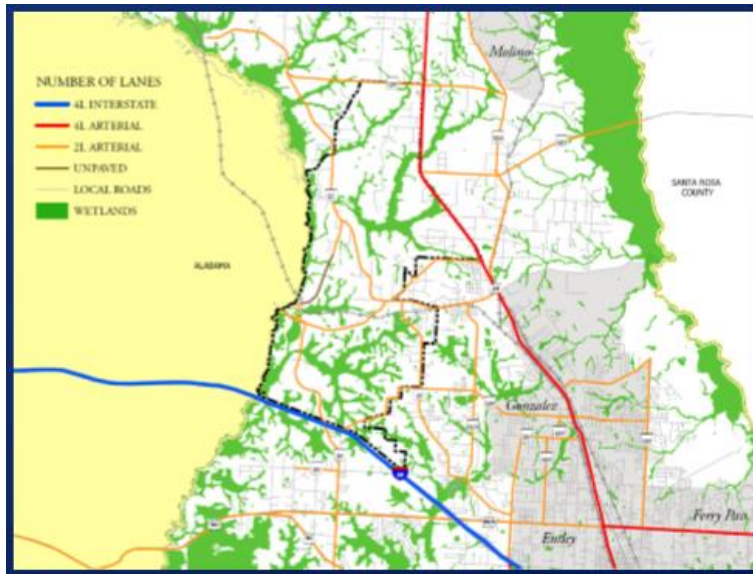 Molino
NUMBER OF LANES
4L INTERSTATE
4L ARTERIAL
2L ARTERIAL
UNPAVED
LOCAL ROADS
WETLANDS
SANTA ROSA
COUNTY
ALABAMA
Gonzalez
Ferry Pass
Ensley